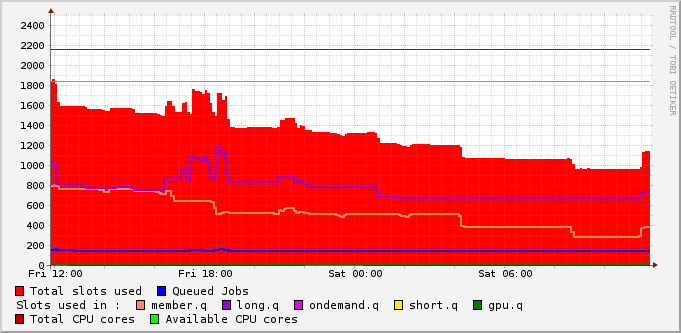 RRDTOOL / TOBI OETIKER
2400
2200
2000
1800
1600
1400
1200
1000
800
600
400
200
0
Fri 12:00 Fri 18:00 Sat 00:00 Sat 06:00
Total slots used Queued Jobs
Slots used in : member.q long.q ondemand.q short.q gpu.q
Total CPU cores Available CPU cores